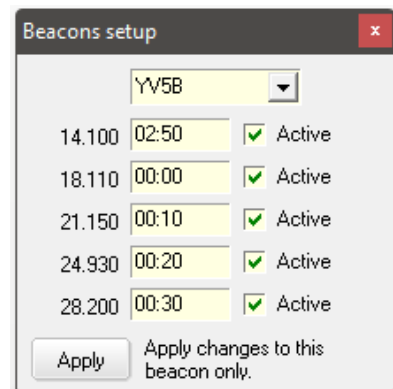 Beacons setup x
YV5B
14.100 02:50 Active
18.110 00:00 Active
21.150 00:10 Active
24.930 00:20 Active
28.200 00:30 Active
Apply Apply changes to this
beacon only.